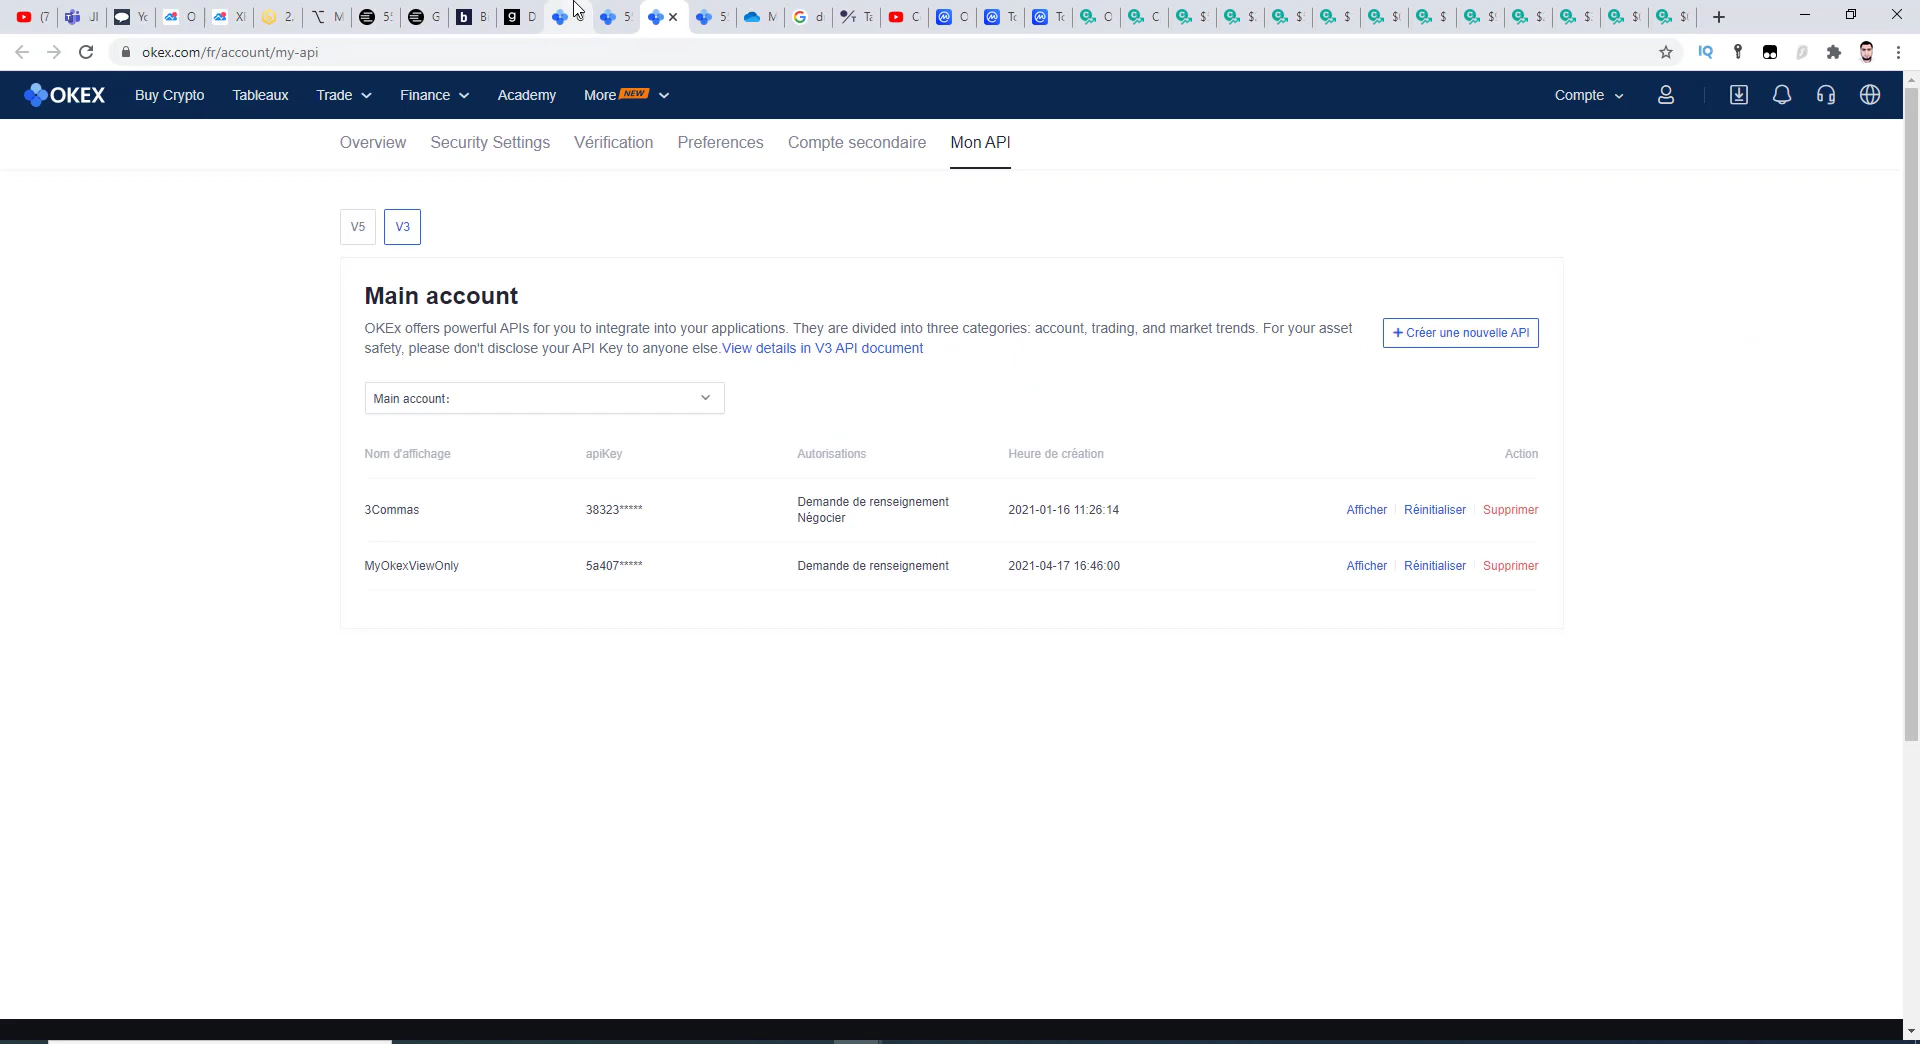 okex.com/fr/account/my-api
IQ
OKEX
Buy Crypto
Tableaux
Trade
Finance
Academy
More NEW
Compte
Overview
Security Settings
Vérification
Preferences
Compte secondaire
Mon API
V5
V3
Main account
OKEx offers powerful APIs for you to integrate into your applications. They are divided into three categories: account, trading, and market trends. For your asset
safety, please don't disclose your API Key to anyone else.View details in V3 API document
+ Créer une nouvelle API
Main account:
Nom d'affichage
apiKey
Autorisations
Heure de création
Action
3Commas
38323*****
Demande de renseignement
Négocier
2021-01-16 11:26:14
Afficher
Réinitialiser
Supprimer
MyOkexViewOnly
5a407*****
Demande de renseignement
2021-04-17 16:46:00
Afficher
Réinitialiser
Supprimer